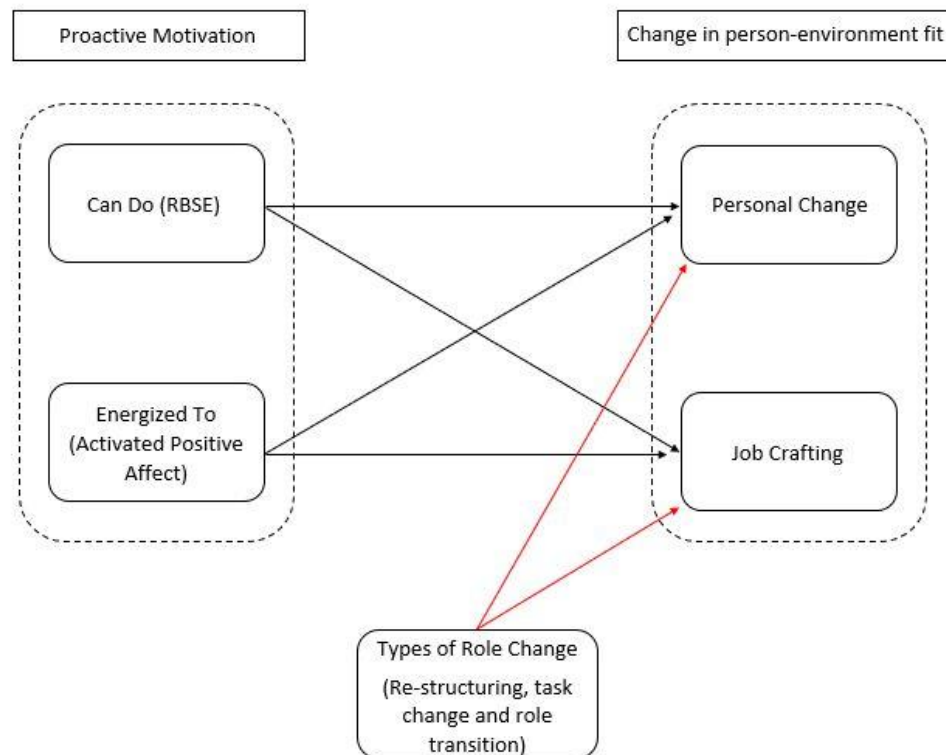 Proactive Motivation
Change in person-environment fit
Can Do (RBSE)
Personal Change
Energized To
(Activated Positive
Affect)
Job Crafting
Types of Role Change
(Re-structuring, task
change and role
transition)